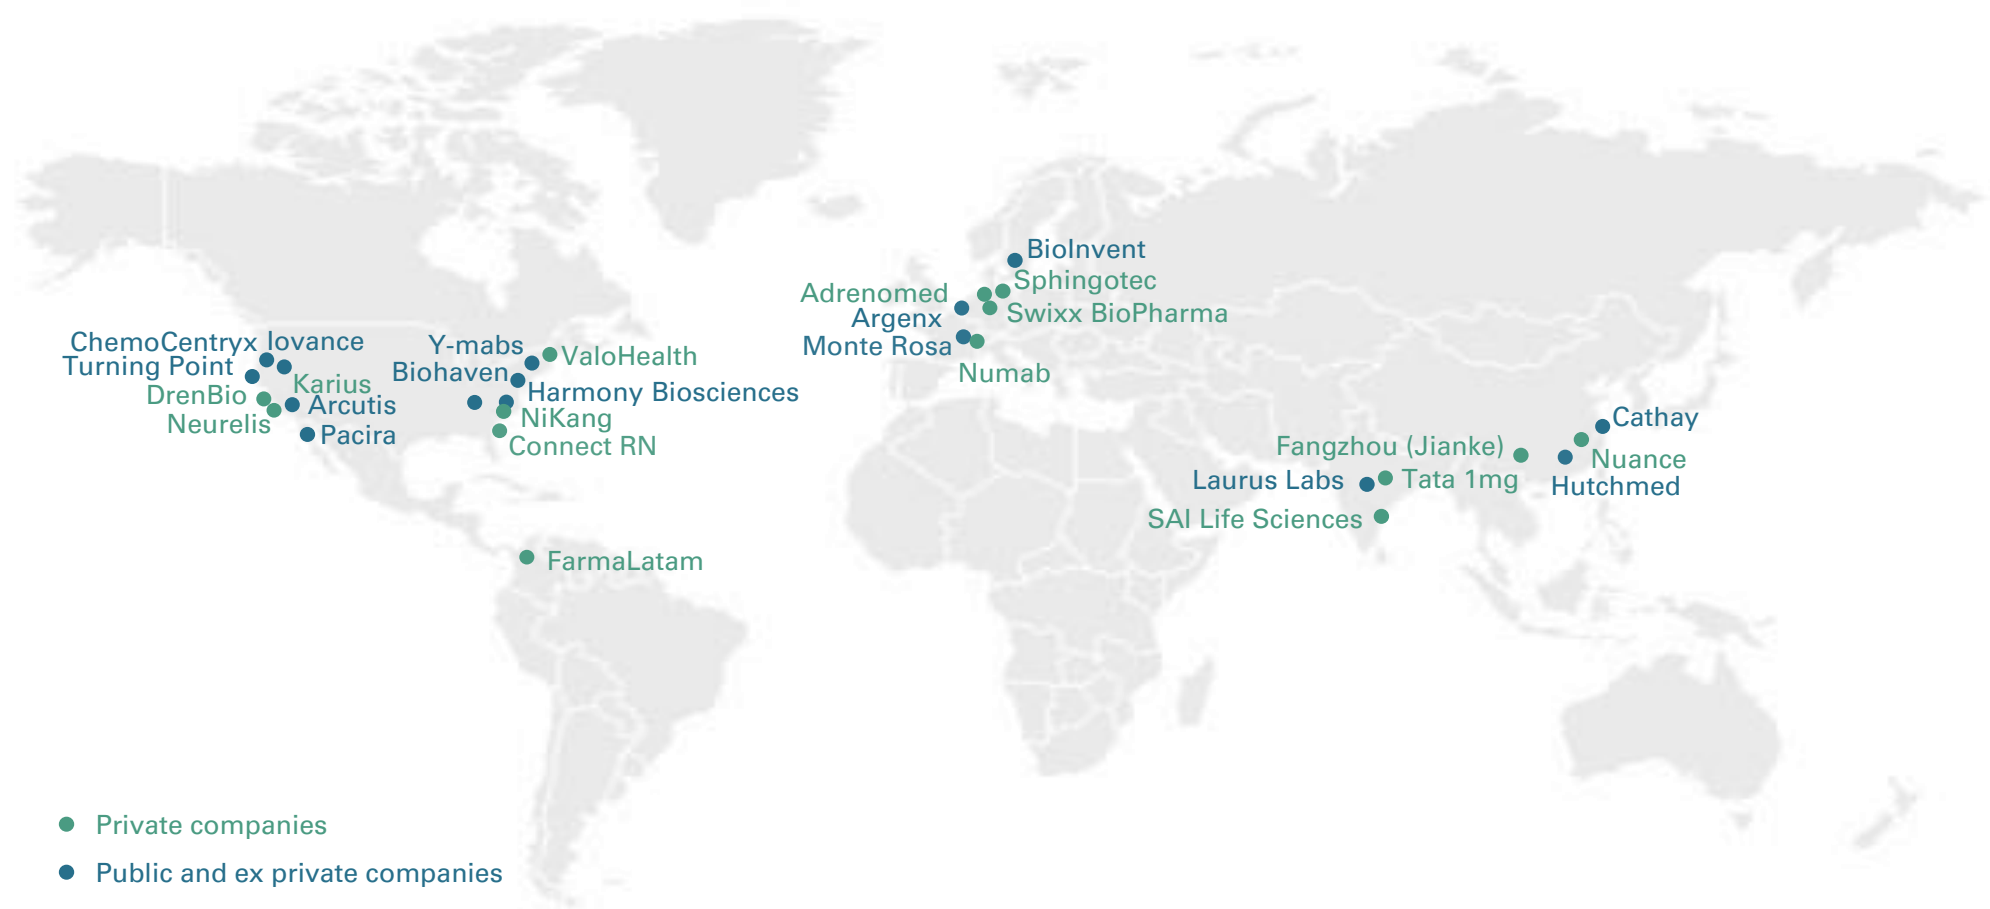 BioInvent
Sphingotec
Adrenomed
Swixx BioPharma
Argenx
Monte Rosa
Numab
ChemoCentryx
Iovance
Turning Point
Karius
DrenBio
Arcutis
Neurelis
Pacira
Y-mabs
ValoHealth
Biohaven
Harmony Biosciences
NiKang
Connect RN
Cathay
Fangzhou (Jianke)
Nuance
Laurus Labs
Tata 1mg
Hutchmed
SAI Life Sciences
FarmaLatam
Private companies
Public and ex private companies